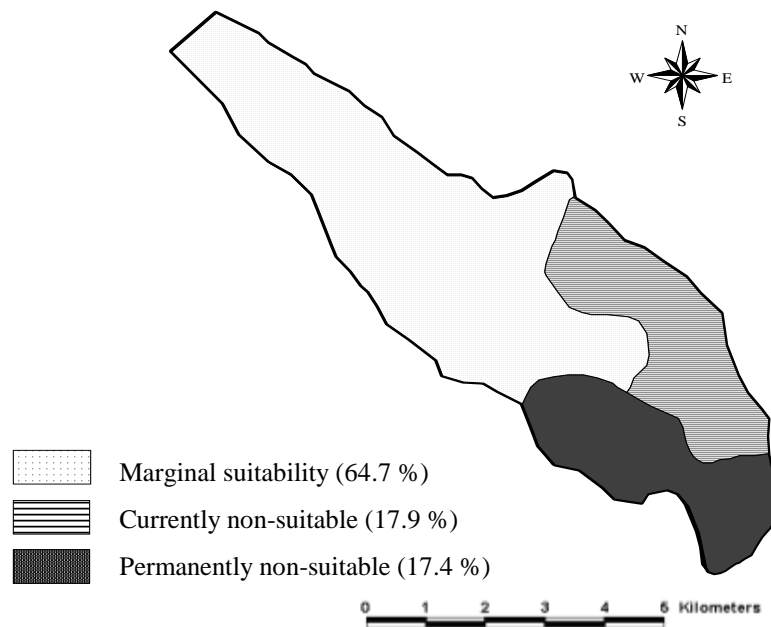 N
W E
S
Marginal suitability (64.7 %)
Currently non-suitable (17.9 %)
Permanently non-suitable (17.4 %)
0 1 2 3 4 5 Kilometers